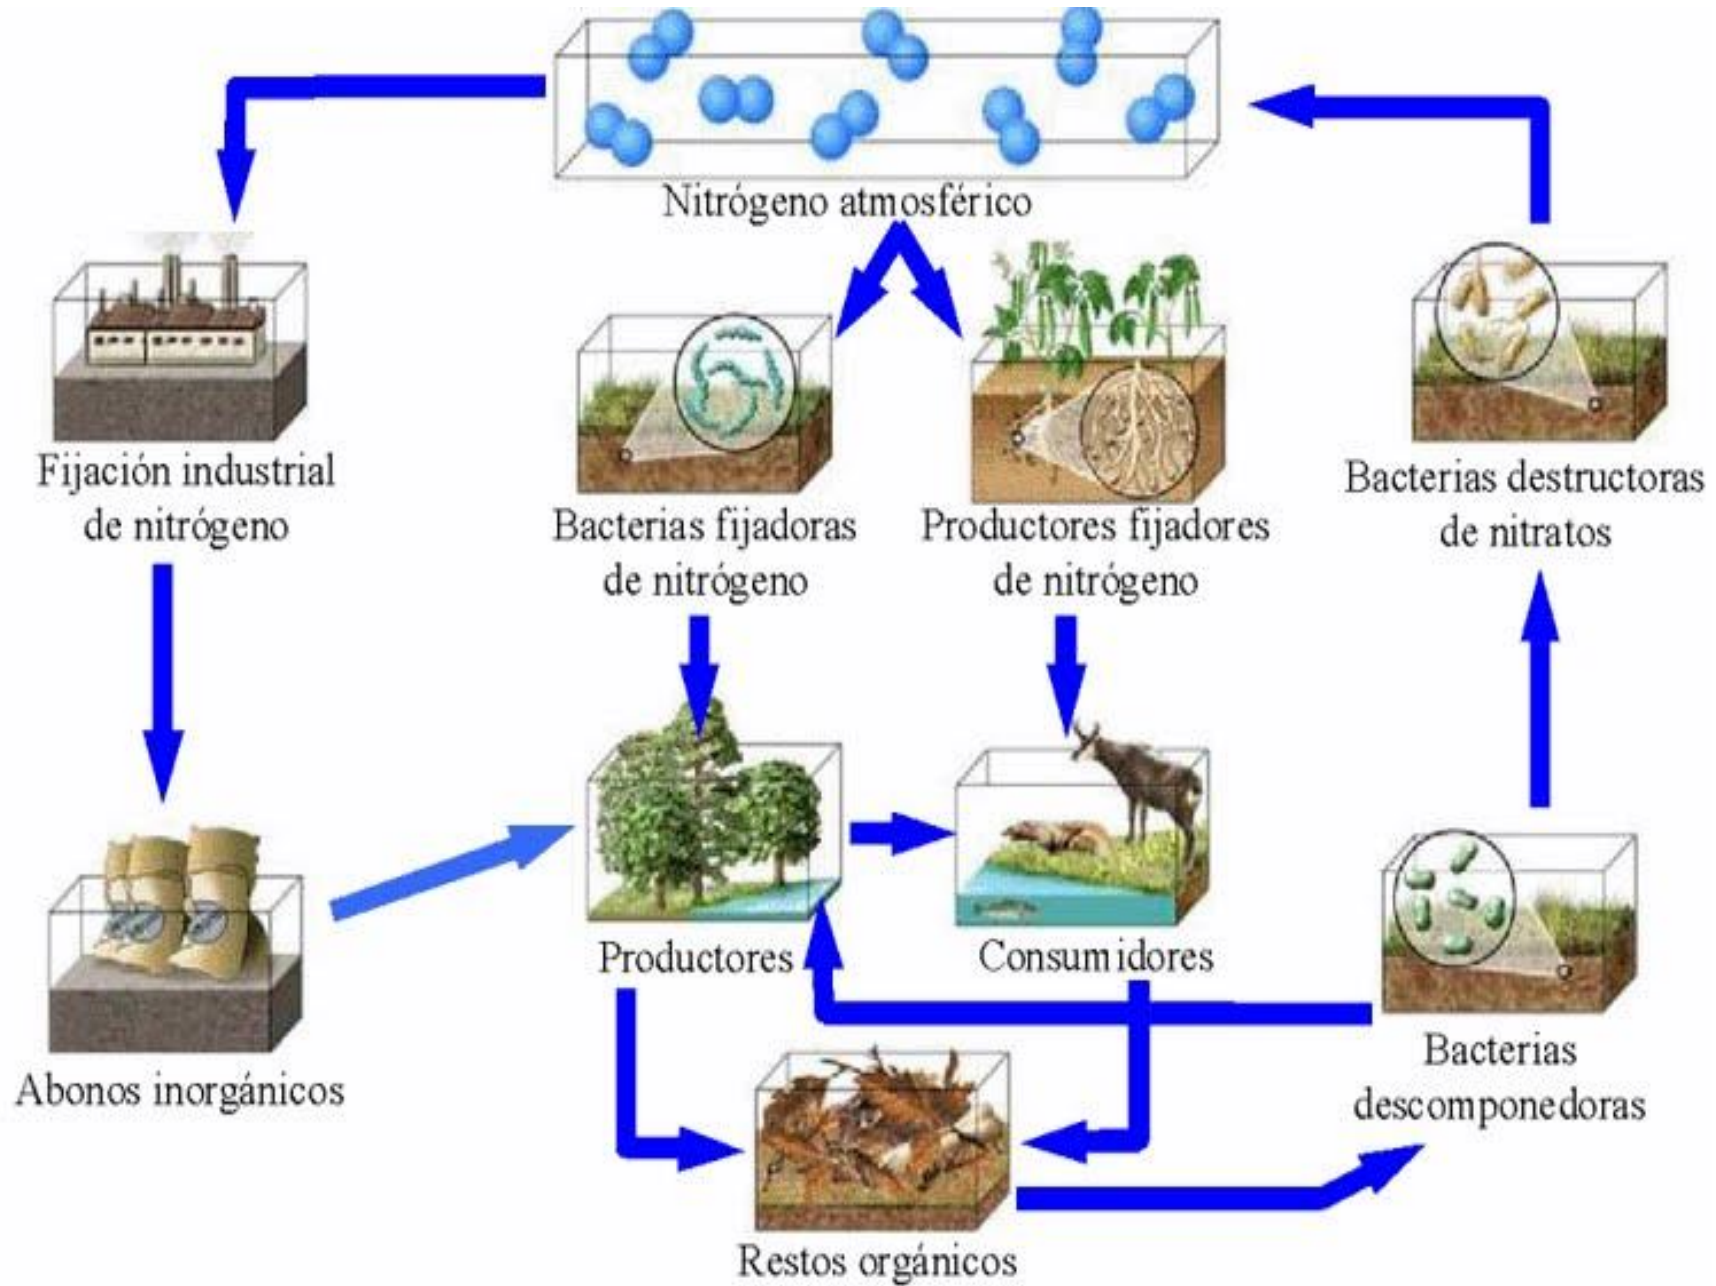 Nitrógeno atmosférico
Fijación industrial
de nitrógeno
Bacterias fijadoras
de nitrógeno
Productores fijadores
de nitrógeno
Bacterias destructoras
de nitratos
Abonos inorgánicos
Productores
Consumidores
Bacterias
descomponedoras
Restos orgánicos